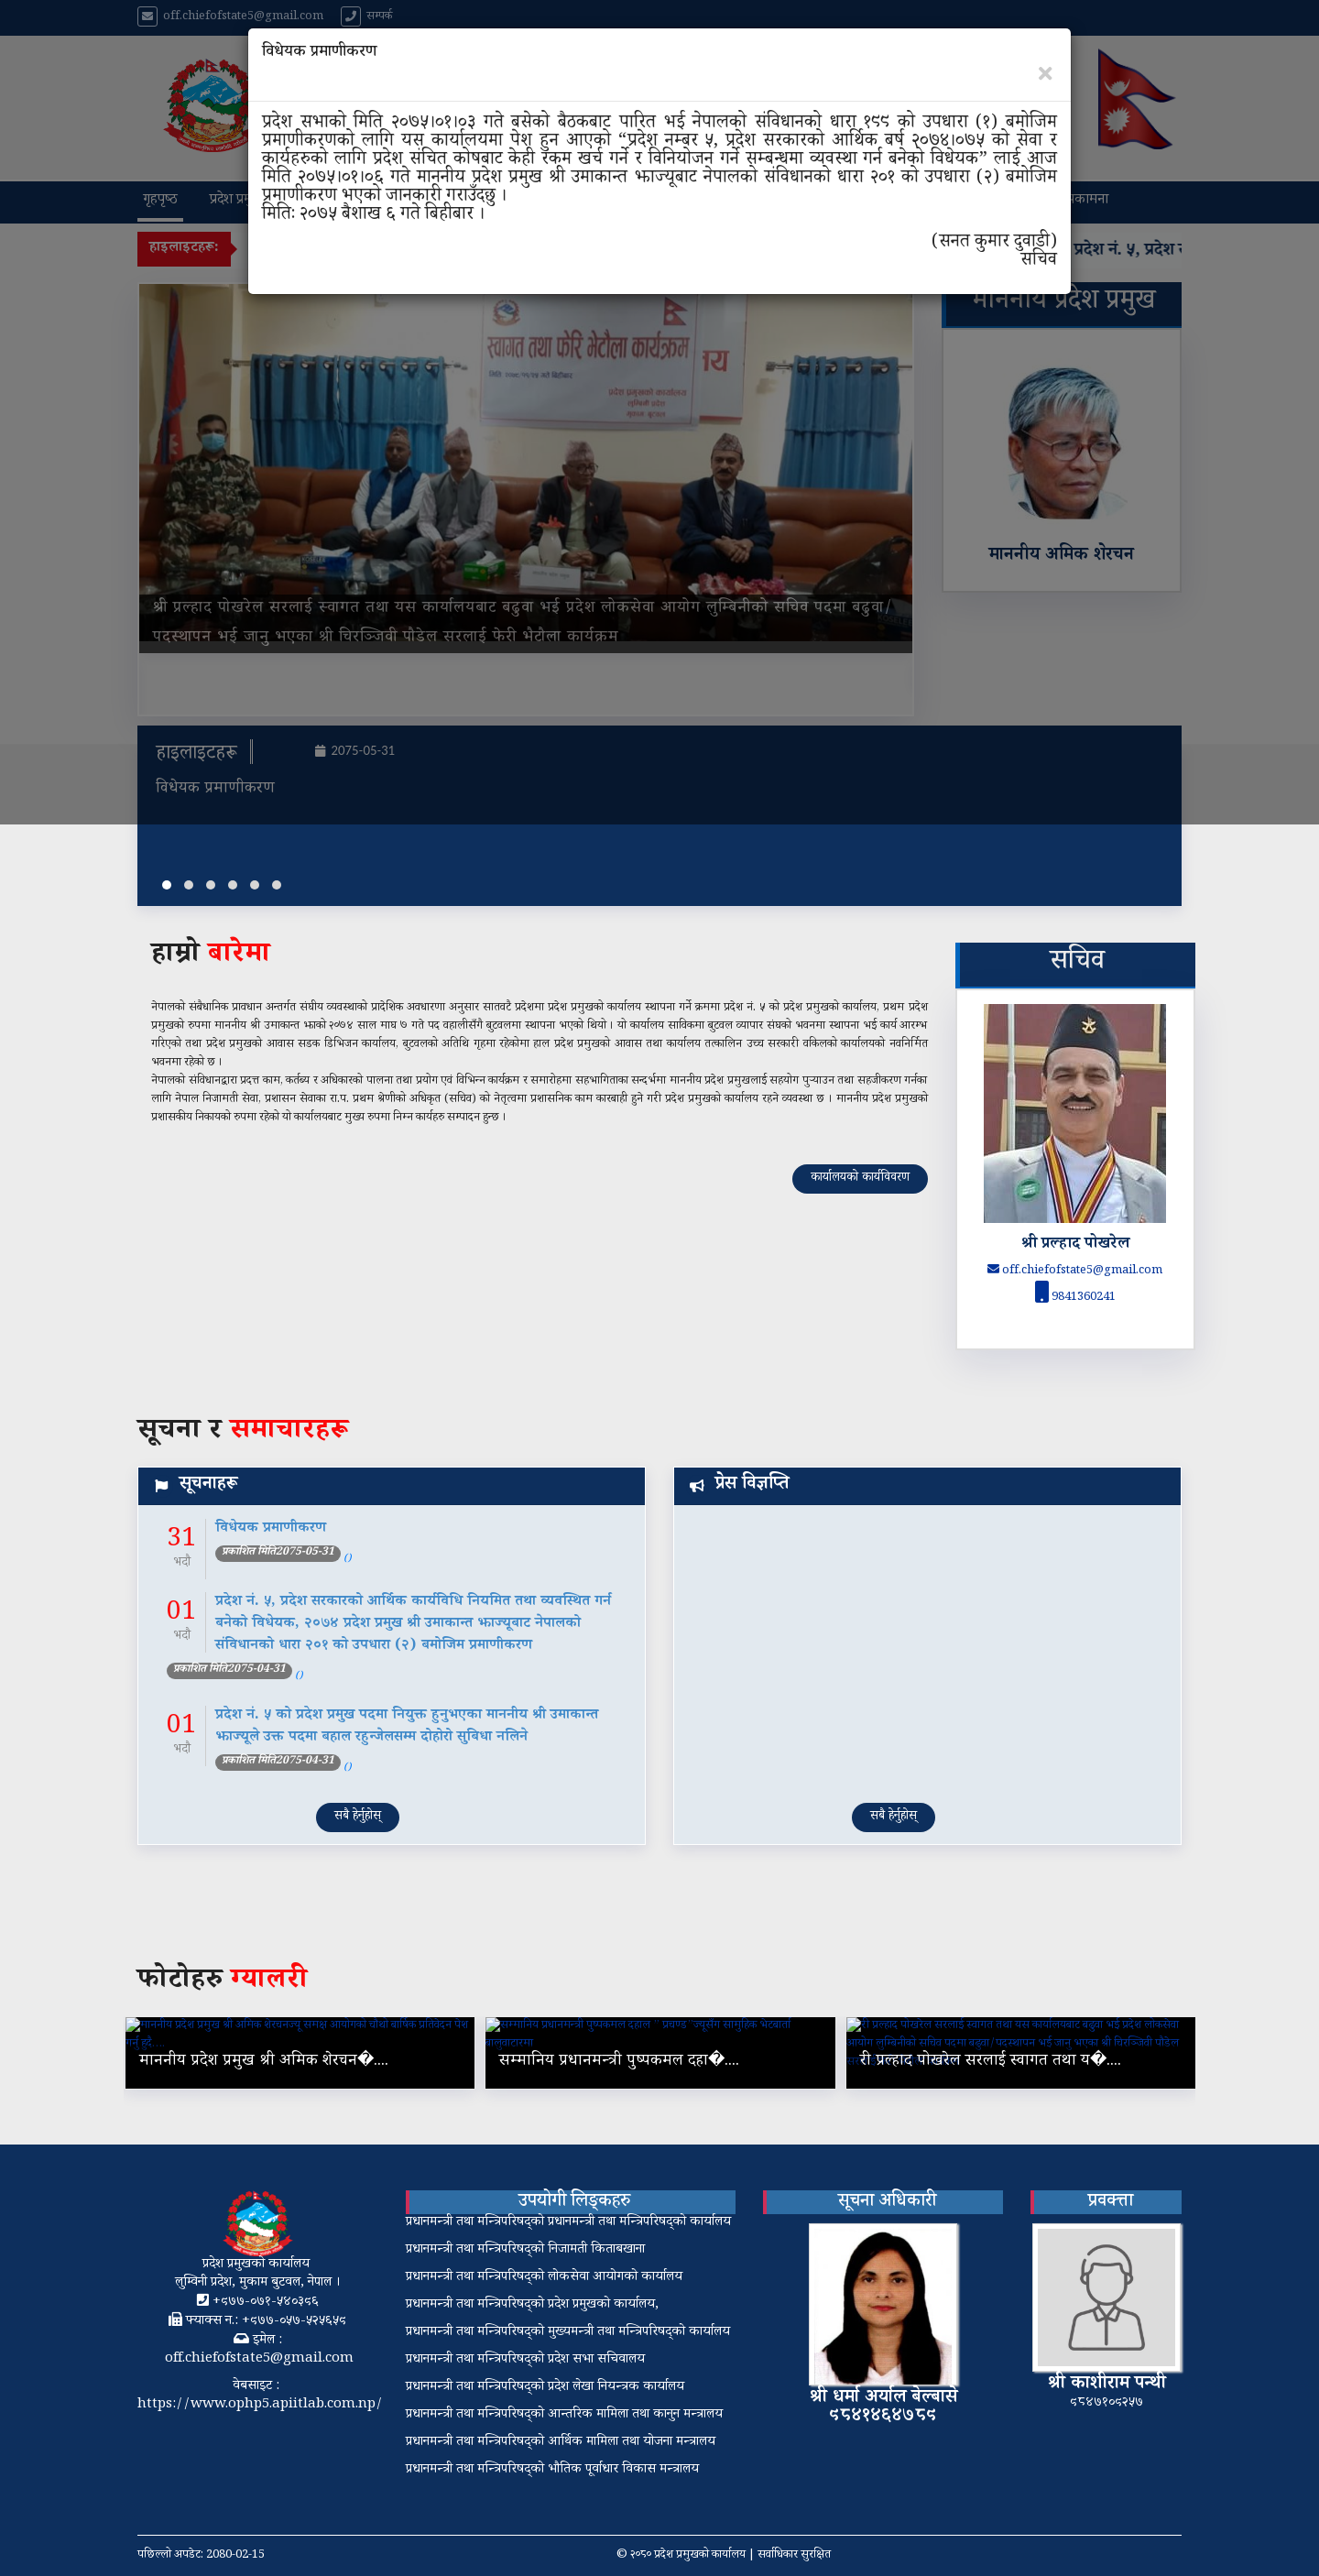 off.chiefofstate5@gmail.com सम्पर्क
विधेयक प्रमाणीकरण
×
प्रदेश सभाको मिति २०७५।०१।०३ गते बसेको बैठकबाट पारित भई नेपालको संविधानको धारा १९९ को उपधारा (१) बमोजिम
प्रमाणीकरणको लागि यस कार्यालयमा पेश हुन आएको “प्रदेश नम्बर ५, प्रदेश सरकारको आर्थिक बर्ष २०७४।०७५ को सेवा र
कार्यहरुको लागि प्रदेश संचित कोषबाट केही रकम खर्च गर्ने र विनियोजन गर्ने सम्बन्धमा व्यवस्था गर्न बनेको विधेयक” लाई आज
मिति २०७५।०१।०६ गते माननीय प्रदेश प्रमुख श्री उमाकान्त झाज्यूबाट नेपालको संविधानको धारा २०१ को उपधारा (२) बमोजिम
प्रमाणीकरण भएको जानकारी गराउँदछु ।
मिति: २०७५ बैशाख ६ गते बिहीबार ।
(सनत कुमार दुवाडी)
सचिव
गृहपृष्ठ
हाइलाइटहरू:
प्रदेश नं. ५, प्रदेश
स्वागत तथा फेरि भेटौला कार्यक्रम
श्री प्रल्हाद पोखरेल सरलाई स्वागत तथा यस कार्यालयबाट बढुवा भई प्रदेश लोकसेवा आयोग लुम्बिनीको सचिव पदमा बढुवा/
पदस्थापन भई जानु भएका श्री चिरञ्जिवी पौडेल सरलाई फेरी भेटौला कार्यक्रम
माननीय प्रदेश प्रमुख
माननीय अमिक शेरचन
हाइलाइटहरू 2075-05-31
विधेयक प्रमाणीकरण
हाम्रो बारेमा
नेपालको संबैधानिक प्रावधान अन्तर्गत संघीय व्यवस्थाको प्रादेशिक अवधारणा अनुसार सातवटै प्रदेशमा प्रदेश प्रमुखको कार्यालय स्थापना गर्ने क्रममा प्रदेश नं. ५ को प्रदेश प्रमुखको कार्यालय, प्रथम प्रदेश
प्रमुखको रुपमा माननीय श्री उमाकान्त झाको २०७४ साल माघ ७ गते पद वहालीसँगै बुटवलमा स्थापना भएको थियो । यो कार्यालय साविकमा बुटवल व्यापार संघको भवनमा स्थापना भई कार्य आरम्भ
गरिएको तथा प्रदेश प्रमुखको आवास सडक डिभिजन कार्यालय, बुटवलको अतिथि गृहमा रहेकोमा हाल प्रदेश प्रमुखको आवास तथा कार्यालय तत्कालिन उच्च सरकारी वकिलको कार्यालयको नवनिर्मित
भवनमा रहेको छ ।
नेपालको संविधानद्वारा प्रदत्त काम, कर्तब्य र अधिकारको पालना तथा प्रयोग एवं विभिन्न कार्यक्रम र समारोहमा सहभागिताका सन्दर्भमा माननीय प्रदेश प्रमुखलाई सहयोग पुर्‍याउन तथा सहजीकरण गर्नका
लागि नेपाल निजामती सेवा, प्रशासन सेवाका रा.प. प्रथम श्रेणीको अधिकृत (सचिव) को नेतृत्वमा प्रशासनिक काम कारबाही हुने गरी प्रदेश प्रमुखको कार्यालय रहने व्यवस्था छ । माननीय प्रदेश प्रमुखको
प्रशासकीय निकायको रुपमा रहेको यो कार्यालयबाट मुख्य रुपमा निम्न कार्यहरु सम्पादन हुन्छ ।
कार्यालयको कार्यविवरण
सचिव
श्री प्रल्हाद पोखरेल
off.chiefofstate5@gmail.com
9841360241
सूचना र समाचारहरू
सूचनाहरू
31 विधेयक प्रमाणीकरण
भदौ प्रकाशित मिति2075-05-31 ()
01 प्रदेश नं. ५, प्रदेश सरकारको आर्थिक कार्यविधि नियमित तथा व्यवस्थित गर्न
भदौ बनेको विधेयक, २०७४ प्रदेश प्रमुख श्री उमाकान्त झाज्यूबाट नेपालको
संविधानको धारा २०१ को उपधारा (२) बमोजिम प्रमाणीकरण
प्रकाशित मिति2075-04-31 ()
01 प्रदेश नं. ५ को प्रदेश प्रमुख पदमा नियुक्त हुनुभएका माननीय श्री उमाकान्त
भदौ झाज्यूले उक्त पदमा बहाल रहुन्जेलसम्म दोहोरो सुबिधा नलिने
प्रकाशित मिति2075-04-31 ()
सबै हेर्नुहोस्
प्रेस विज्ञप्ति
सबै हेर्नुहोस्
फोटोहरु ग्यालरी
माननीय प्रदेश प्रमुख श्री अमिक शेरचन�....
सम्मानिय प्रधानमन्त्री पुष्पकमल दहा�....
री प्रल्हाद पोखरेल सरलाई स्वागत तथा य�....
प्रदेश प्रमुखको कार्यालय
लुम्विनी प्रदेश, मुकाम बुटवल, नेपाल ।
+९७७-०७१-५४०३९६
फ्याक्स न.: +९७७-०५७-५२५६५९
इमेल :
off.chiefofstate5@gmail.com
वेबसाइट :
https://www.ophp5.apiitlab.com.np/
उपयोगी लिङ्कहरु
प्रधानमन्त्री तथा मन्त्रिपरिषद्को प्रधानमन्त्री तथा मन्त्रिपरिषद्को कार्यालय
प्रधानमन्त्री तथा मन्त्रिपरिषद्को निजामती किताबखाना
प्रधानमन्त्री तथा मन्त्रिपरिषद्को लोकसेवा आयोगको कार्यालय
प्रधानमन्त्री तथा मन्त्रिपरिषद्को प्रदेश प्रमुखको कार्यालय,
प्रधानमन्त्री तथा मन्त्रिपरिषद्को मुख्यमन्त्री तथा मन्त्रिपरिषद्को कार्यालय
प्रधानमन्त्री तथा मन्त्रिपरिषद्को प्रदेश सभा सचिवालय
प्रधानमन्त्री तथा मन्त्रिपरिषद्को प्रदेश लेखा नियन्त्रक कार्यालय
प्रधानमन्त्री तथा मन्त्रिपरिषद्को आन्तरिक मामिला तथा कानुन मन्त्रालय
प्रधानमन्त्री तथा मन्त्रिपरिषद्को आर्थिक मामिला तथा योजना मन्त्रालय
प्रधानमन्त्री तथा मन्त्रिपरिषद्को भौतिक पूर्वाधार विकास मन्त्रालय
सूचना अधिकारी
श्री धर्मा अर्याल बेल्बासे
९८४१४६४७८९
प्रवक्ता
श्री काशीराम पन्थी
९८४७१०९२५७
पछिल्लो अपडेट: 2080-02-15
© २०८० प्रदेश प्रमुखको कार्यालय | सर्वाधिकार सुरक्षित